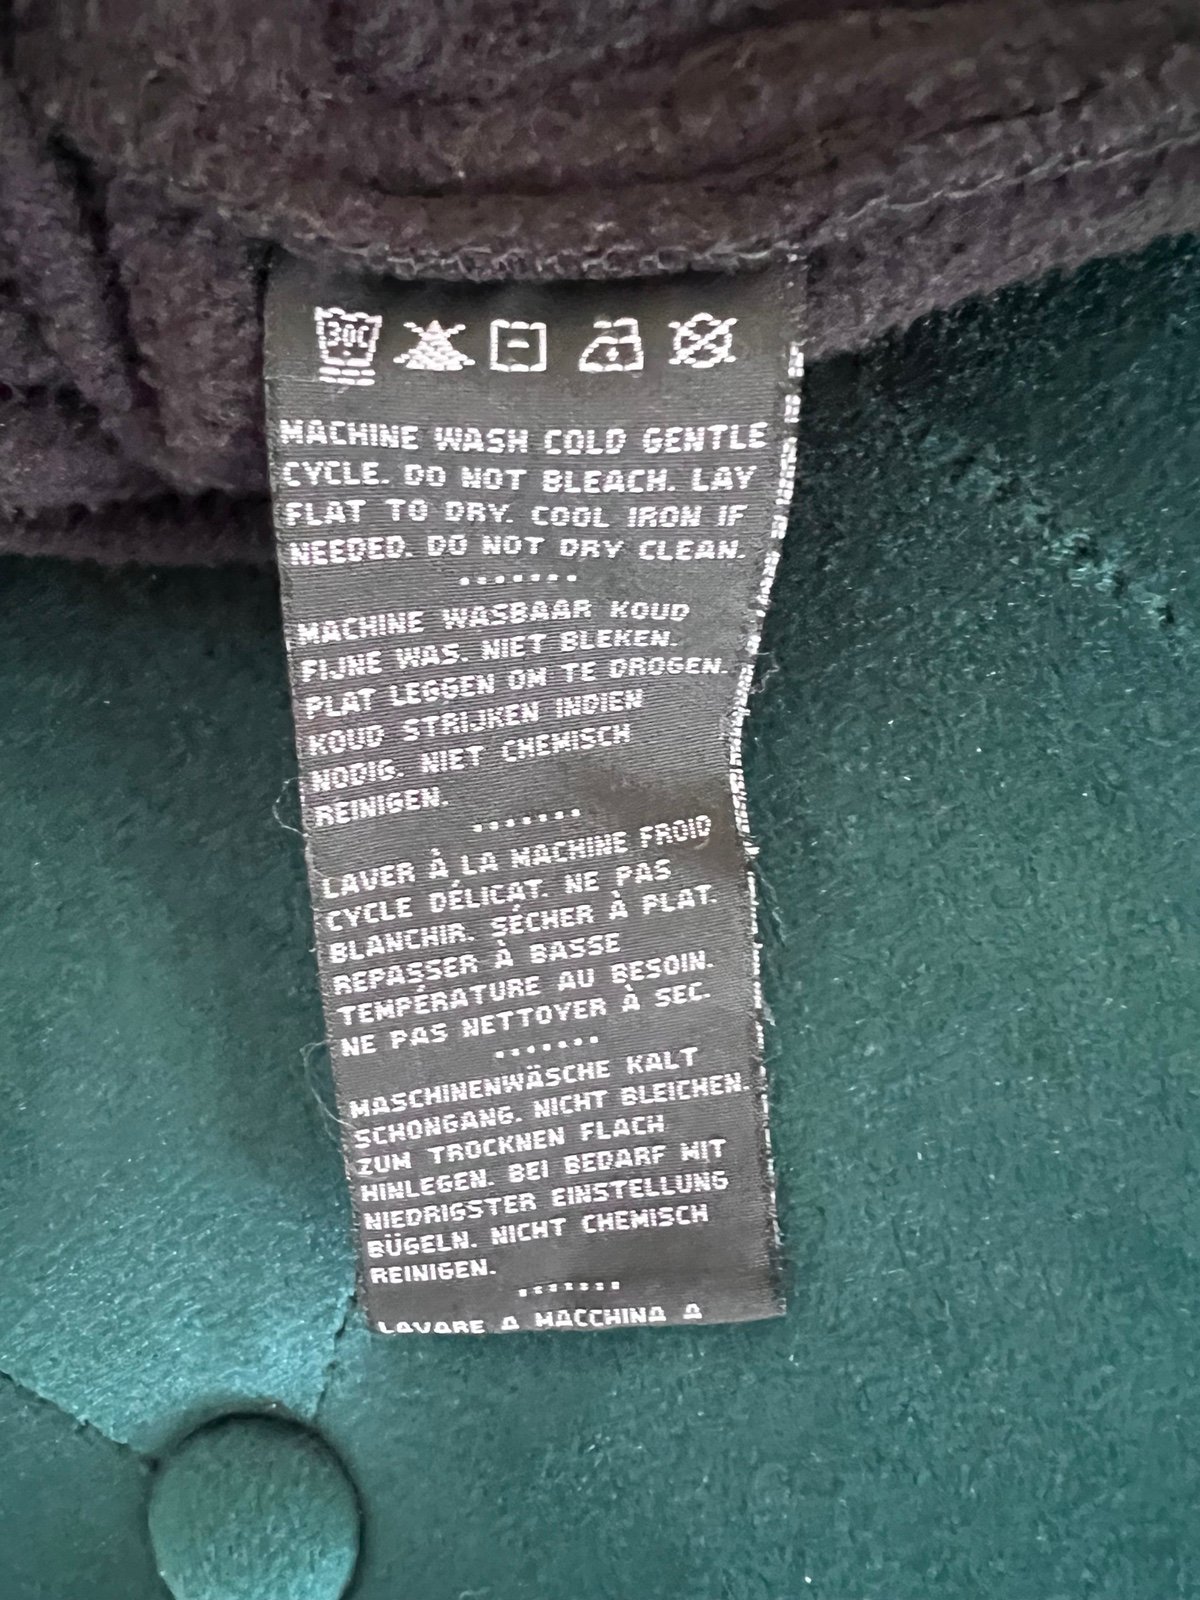 30C
MACHINE WASH COLD GENTLE
CYCLE. DO NOT BLEACH. LAY
FLAT TO DRY. COOL IRON IF
NEEDED. DO NOT DRY CLEAN.
MACHINE WASBAAR KOUD
FIJNE WAS. NIET BLEKEN.
PLAT LEGGEN OM TE DROGEN.
KOUD STRIJKEN INDIEN
NODIG. NIET CHEMISCH
REINIGEN.
LAVER À LA MACHINE FROID
CYCLE DÉLICAT. NE PAS
BLANCHIR. SÉCHER À PLAT.
REPASSER À BASSE
TEMPÉRATURE AU BESOIN.
NE PAS NETTOYER À SEC.
MASCHINENWÄSCHE KALT
SCHONGANG. NICHT BLEICHEN.
ZUM TROCKNEN FLACH
HINLEGEN. BEI BEDARF MIT
NIEDRIGSTER EINSTELLUNG
BÜGELN. NICHT CHEMISCH
REINIGEN.
LAVARE A MACCHINA A